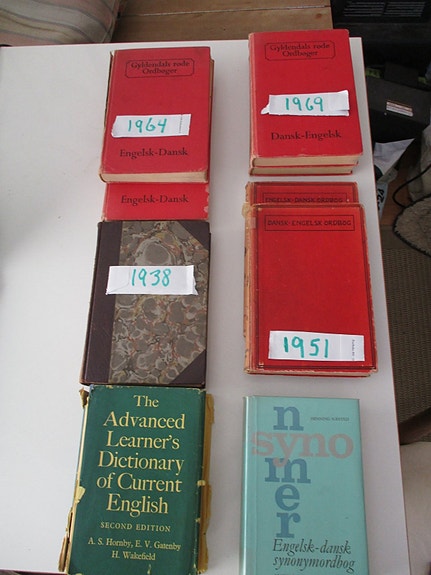 Gyldendals røde
Ordbøger
1964
Engelsk-Dansk
Engelsk-Dansk
Gyldendals røde
Ordbøger
1969
Dansk-Engelsk
ENGELSK-DANSK ORDBOG
DANSK-ENGELSK ORDBOG
1938
1951
The
Advanced
Learner's
Dictionary
of Current
English
SECOND EDITION
A. S. Hornby, E. V. Gatenby
H. Wakefield
synonymer
Engelsk-dansk
synonymordbog